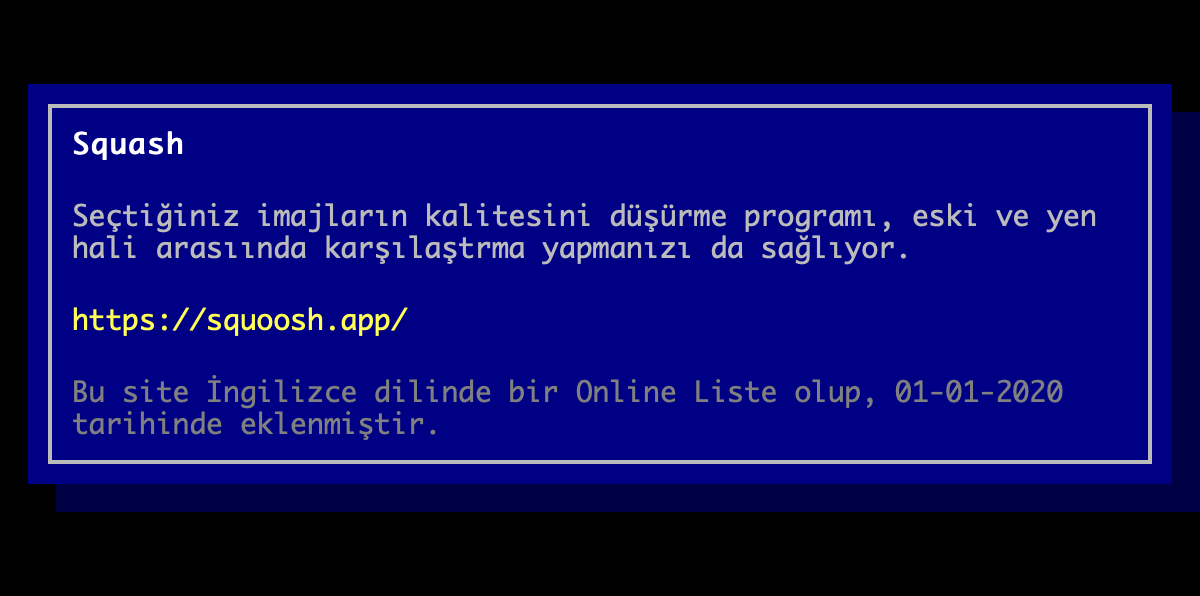 Squash
Seçtiğiniz imajların kalitesini düşürme programı, eski ve yen
hali arasıında karşılaştrma yapmanızı da sağlıyor.
https://squoosh.app/
Bu site İngilizce dilinde bir Online Liste olup, 01-01-2020
tarihinde eklenmiştir.